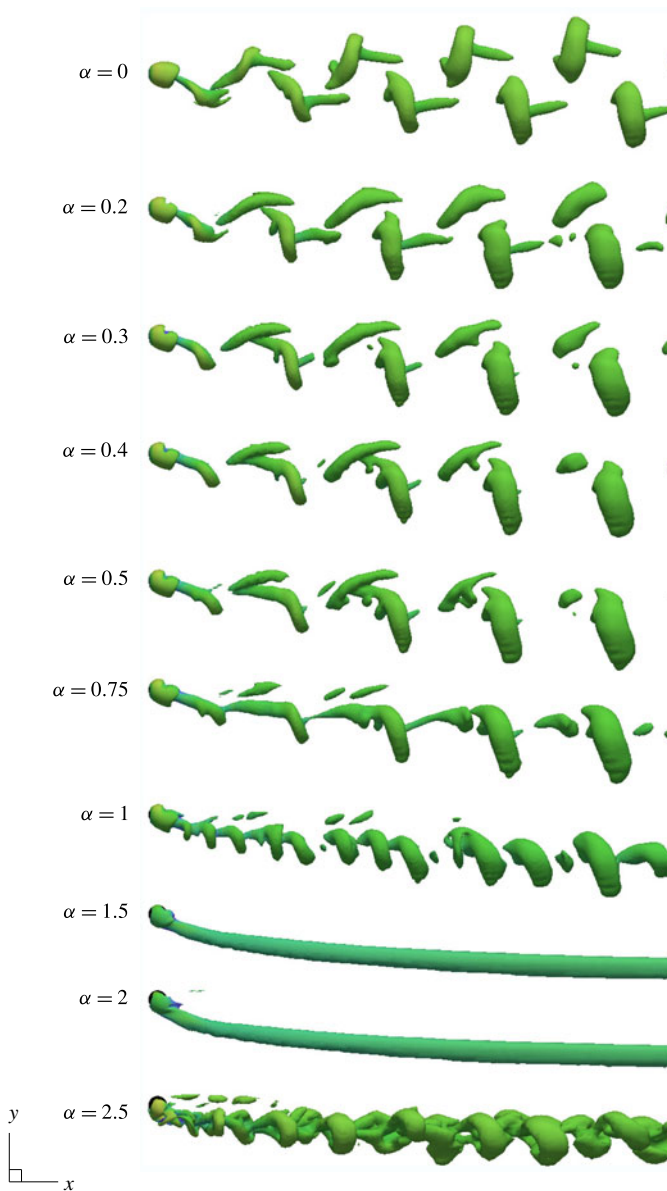 α = 0
α = 0.2
α = 0.3
α = 0.4
α = 0.5
α = 0.75
α = 1
α = 1.5
α = 2
α = 2.5
y
x